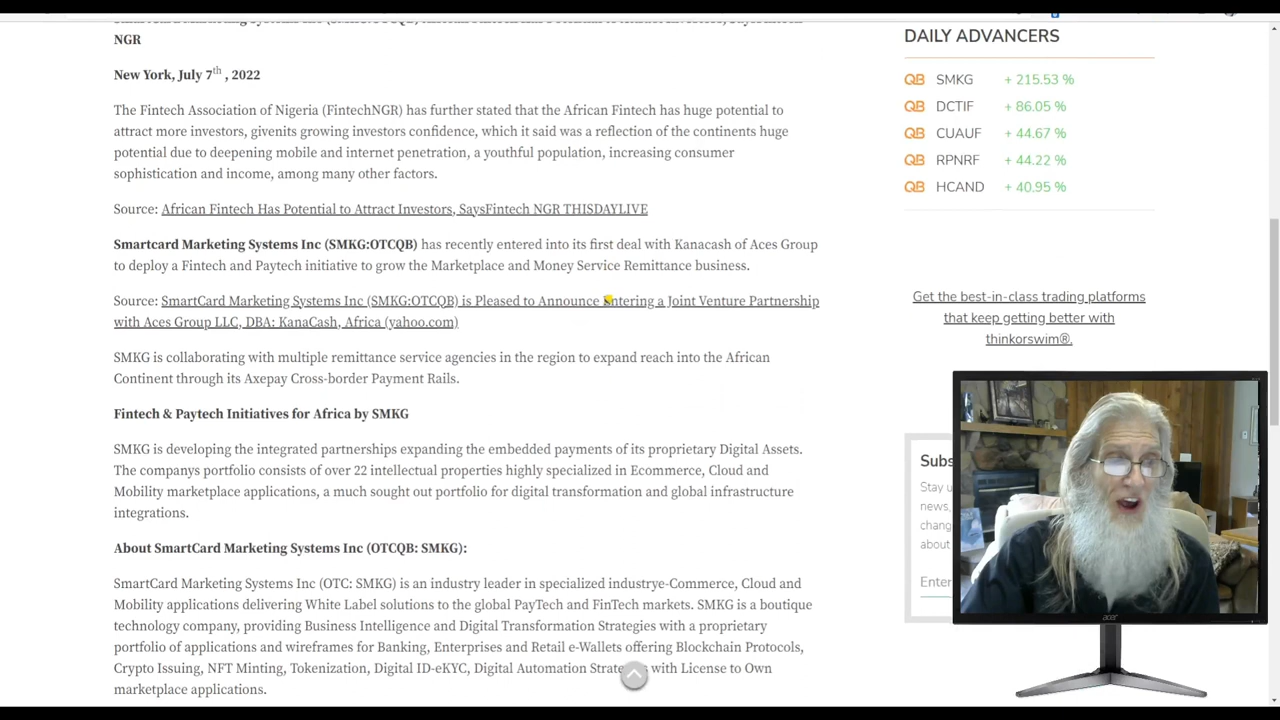 NGR
New York, July 7th , 2022
The Fintech Association of Nigeria (FintechNGR) has further stated that the African Fintech has huge potential to
attract more investors, givenits growing investors confidence, which it said was a reflection of the continents huge
potential due to deepening mobile and internet penetration, a youthful population, increasing consumer
sophistication and income, among many other factors.
Source: African Fintech Has Potential to Attract Investors, SaysFintech NGR THISDAYLIVE
Smartcard Marketing Systems Inc (SMKG:OTCQB) has recently entered into its first deal with Kanacash of Aces Group
to deploy a Fintech and Paytech initiative to grow the Marketplace and Money Service Remittance business.
Source: SmartCard Marketing Systems Inc (SMKG:OTCQB) is Pleased to Announce Entering a Joint Venture Partnership
with Aces Group LLC, DBA: KanaCash, Africa (yahoo.com)
SMKG is collaborating with multiple remittance service agencies in the region to expand reach into the African
Continent through its Axepay Cross-border Payment Rails.
Fintech & Paytech Initiatives for Africa by SMKG
SMKG is developing the integrated partnerships expanding the embedded payments of its proprietary Digital Assets.
The companys portfolio consists of over 22 intellectual properties highly specialized in Ecommerce, Cloud and
Mobility marketplace applications, a much sought out portfolio for digital transformation and global infrastructure
integrations.
About SmartCard Marketing Systems Inc (OTCQB: SMKG):
SmartCard Marketing Systems Inc (OTC: SMKG) is an industry leader in specialized industrye-Commerce, Cloud and
Mobility applications delivering White Label solutions to the global PayTech and FinTech markets. SMKG is a boutique
technology company, providing Business Intelligence and Digital Transformation Strategies with a proprietary
portfolio of applications and wireframes for Banking, Enterprises and Retail e-Wallets offering Blockchain Protocols,
Crypto Issuing, NFT Minting, Tokenization, Digital ID-eKYC, Digital Automation with License to Own
marketplace applications.
DAILY ADVANCERS
QB SMKG + 215.53 %
QB DCTIF + 86.05 %
QB CUAUF + 44.67 %
QB RPNRF + 44.22 %
QB HCAND + 40.95 %
Get the best-in-class trading platforms
that keep getting better with
thinkorswim®.
Subs
Stay u
news,
chang
about
Enter
acer